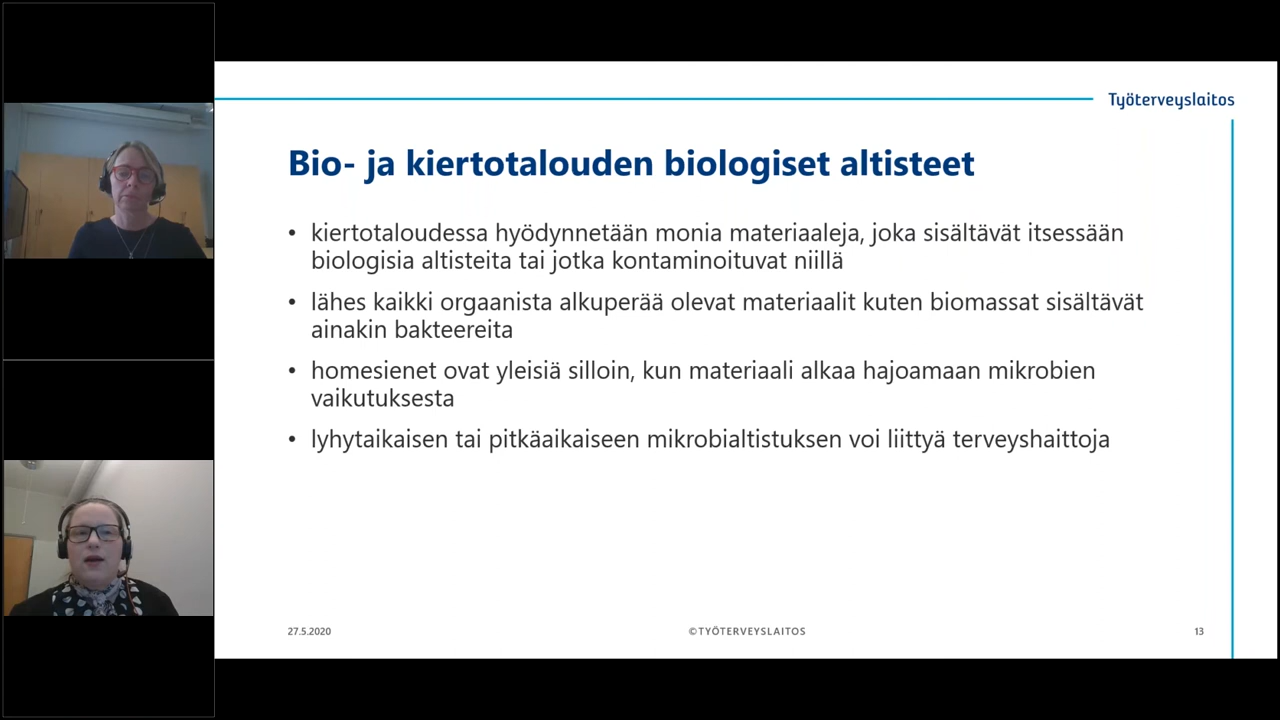 Työterveyslaitos
Bio- ja kiertotalouden biologiset altisteet
• kiertotaloudessa hyödynnetään monia materiaaleja, joka sisältävät itsessään
biologisia altisteita tai jotka kontaminoituvat niillä
• lähes kaikki orgaanista alkuperää olevat materiaalit kuten biomassat sisältävät
ainakin bakteereita
• homesienet ovat yleisiä silloin, kun materiaali alkaa hajoamaan mikrobien
vaikutuksesta
• lyhytaikaisen tai pitkäaikaiseen mikrobialtistuksen voi liittyä terveyshaittoja
27.5.2020
©TYÖTERVEYSLAITOS
13